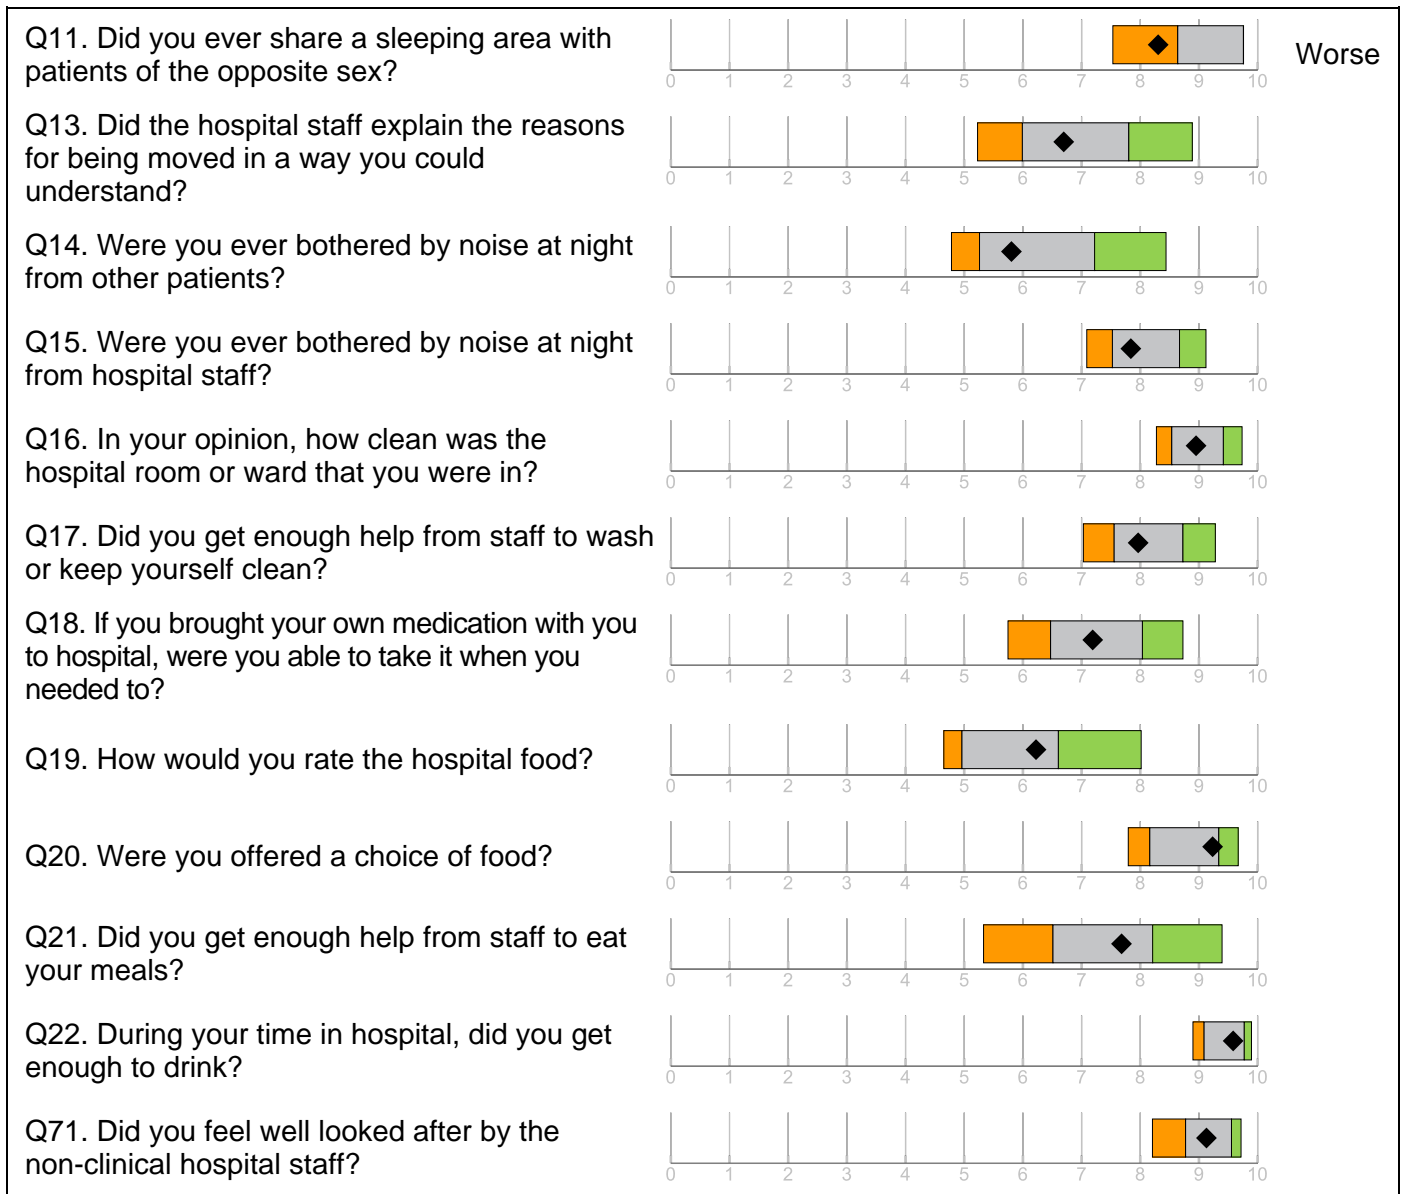 Q11. Did you ever share a sleeping area with
patients of the opposite sex?
0 1 2 3 4 5 6 7 8 9 10
Worse
Q13. Did the hospital staff explain the reasons
for being moved in a way you could
understand?
0 1 2 3 4 5 6 7 8 9 10
Q14. Were you ever bothered by noise at night
from other patients?
0 1 2 3 4 5 6 7 8 9 10
Q15. Were you ever bothered by noise at night
from hospital staff?
0 1 2 3 4 5 6 7 8 9 10
Q16. In your opinion, how clean was the
hospital room or ward that you were in?
0 1 2 3 4 5 6 7 8 9 10
Q17. Did you get enough help from staff to wash
or keep yourself clean?
0 1 2 3 4 5 6 7 8 9 10
Q18. If you brought your own medication with you
to hospital, were you able to take it when you
needed to?
0 1 2 3 4 5 6 7 8 9 10
Q19. How would you rate the hospital food?
0 1 2 3 4 5 6 7 8 9 10
Q20. Were you offered a choice of food?
0 1 2 3 4 5 6 7 8 9 10
Q21. Did you get enough help from staff to eat
your meals?
0 1 2 3 4 5 6 7 8 9 10
Q22. During your time in hospital, did you get
enough to drink?
0 1 2 3 4 5 6 7 8 9 10
Q71. Did you feel well looked after by the
non-clinical hospital staff?
0 1 2 3 4 5 6 7 8 9 10